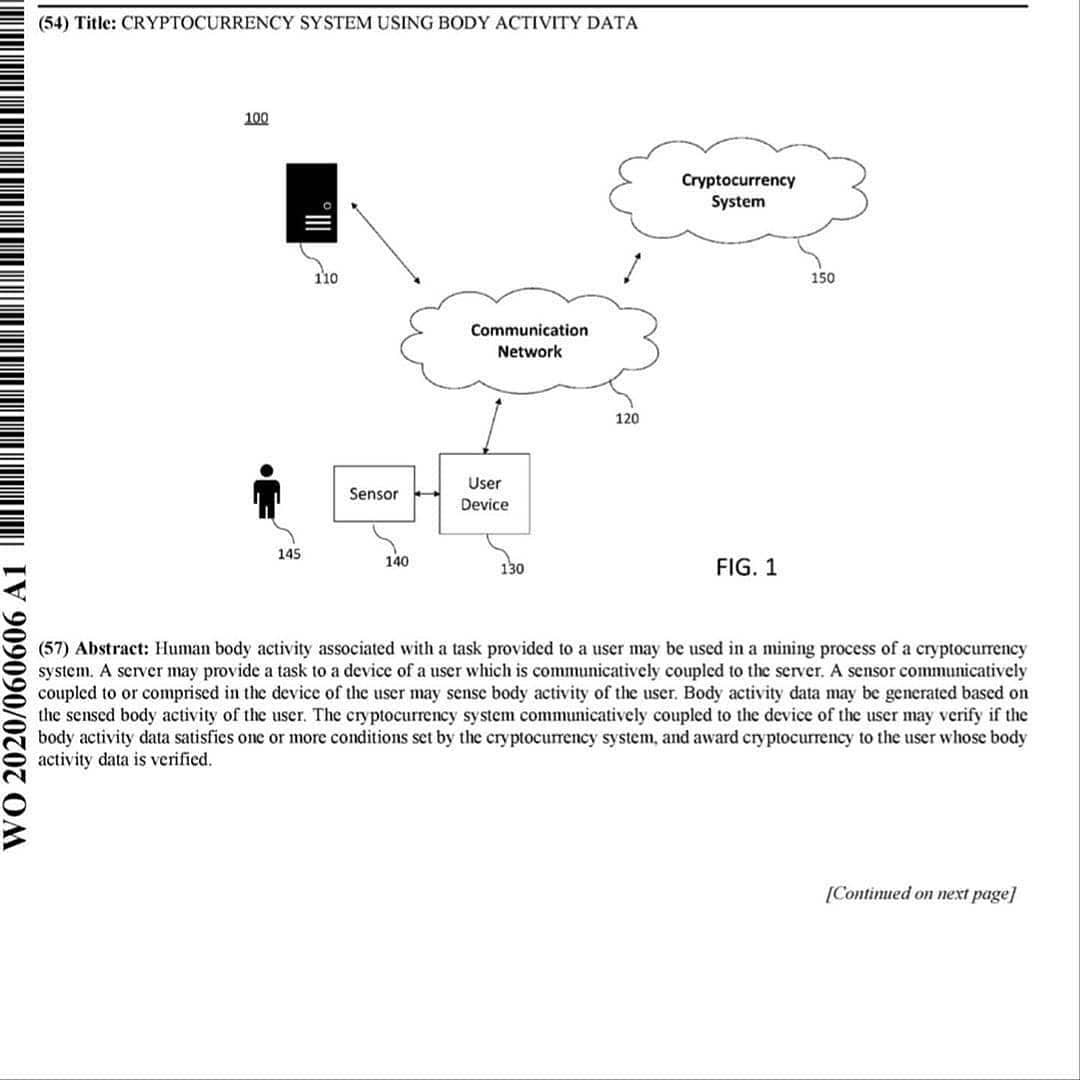 (54) Title: CRYPTOCURRENCY SYSTEM USING BODY ACTIVITY DATA
100
Cryptocurrency
System
110
150
Communication
Network
120
Sensor
User
Device
145
140
130
FIG. 1
WO 2020/060606 A1
(57) Abstract: Human body activity associated with a task provided to a user may be used in a mining process of a cryptocurrency
system. A server may provide a task to a device of a user which is communicatively coupled to the server. A sensor communicatively
coupled to or comprised in the device of the user may sense body activity of the user. Body activity data may be generated based on
the sensed body activity of the user. The cryptocurrency system communicatively coupled to the device of the user may verify if the
body activity data satisfies one or more conditions set by the cryptocurrency system, and award cryptocurrency to the user whose body
activity data is verified.
[Continued on next page]